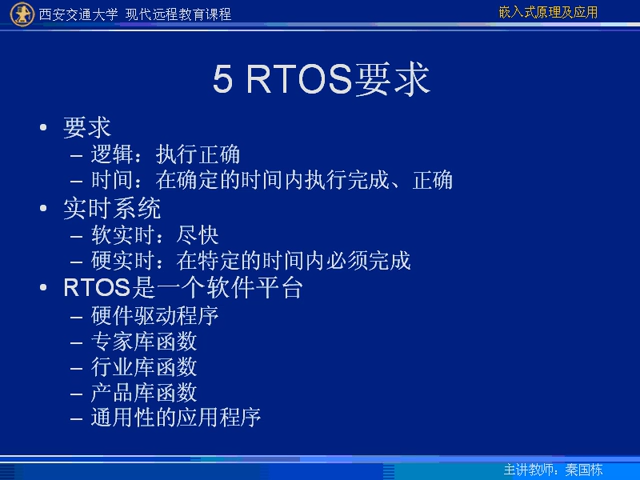 西安交通大学 现代远程教育课程
嵌入式原理及应用
5 RTOS要求
• 要求
– 逻辑：执行正确
– 时间：在确定的时间内执行完成、正确
• 实时系统
– 软实时：尽快
– 硬实时：在特定的时间内必须完成
• RTOS是一个软件平台
– 硬件驱动程序
– 专家库函数
– 行业库函数
– 产品库函数
– 通用性的应用程序
主讲教师：秦国栋